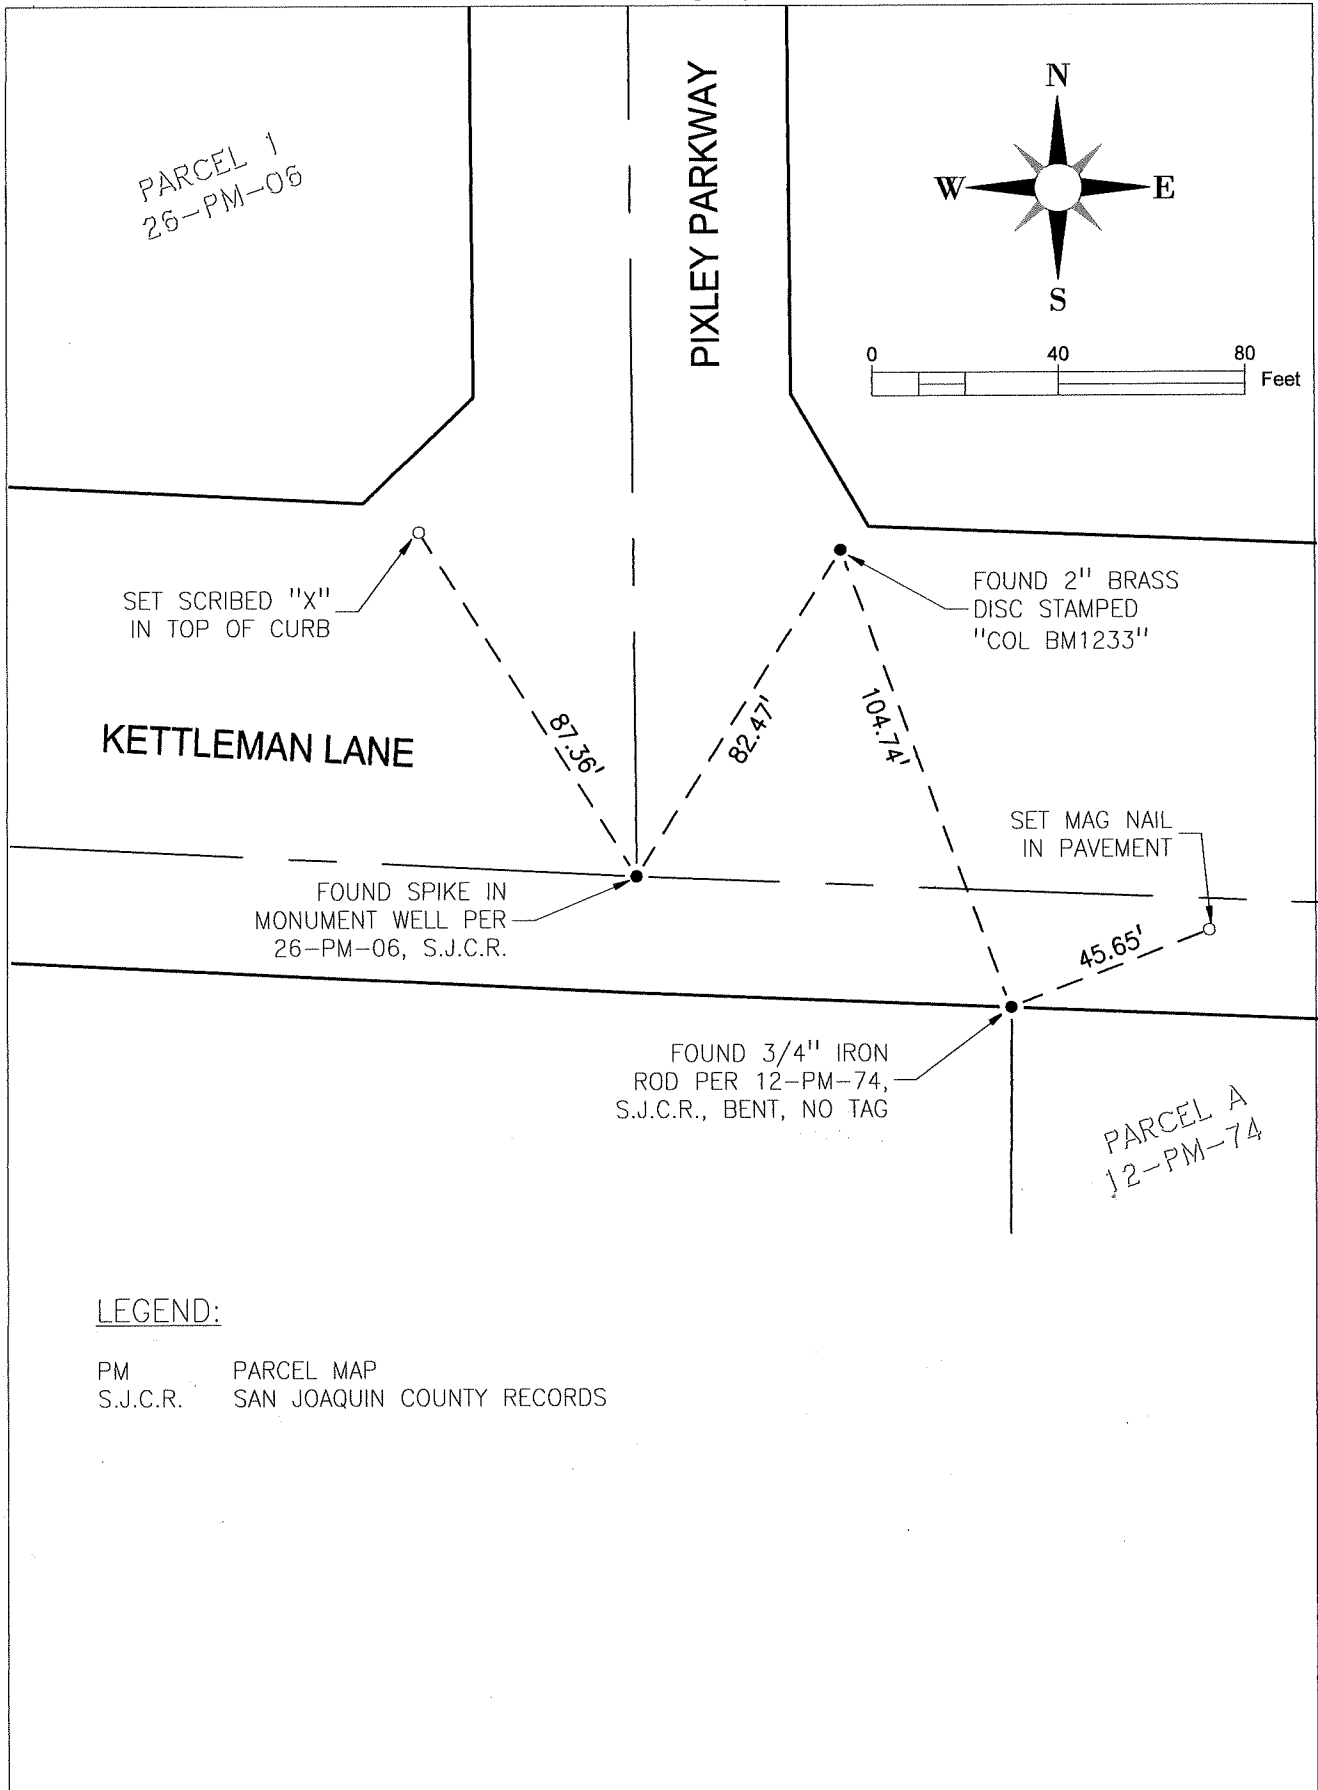 PARCEL 1
26-PM-06
PIXLEY PARKWAY
N
W
E
S
0 40 80
Feet
SET SCRIBED "X"
IN TOP OF CURB
FOUND 2" BRASS
DISC STAMPED
"COL BM1233"
KETTLEMAN LANE
87.36'
82.47'
104.74'
SET MAG NAIL
IN PAVEMENT
FOUND SPIKE IN
MONUMENT WELL PER
26-PM-06, S.J.C.R.
45.65'
FOUND 3/4" IRON
ROD PER 12-PM-74,
S.J.C.R., BENT, NO TAG
PARCEL A
12-PM-74
LEGEND:
PM PARCEL MAP
S.J.C.R. SAN JOAQUIN COUNTY RECORDS